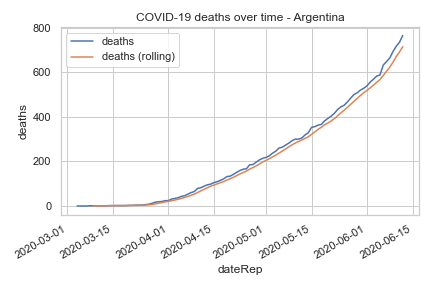 COVID-19 deaths over time - Argentina
deaths
deaths (rolling)
800
600
400
200
0
deaths
2020-03-01
2020-03-15
2020-04-01
2020-04-15
2020-05-01
2020-05-15
2020-06-01
2020-06-15
dateRep